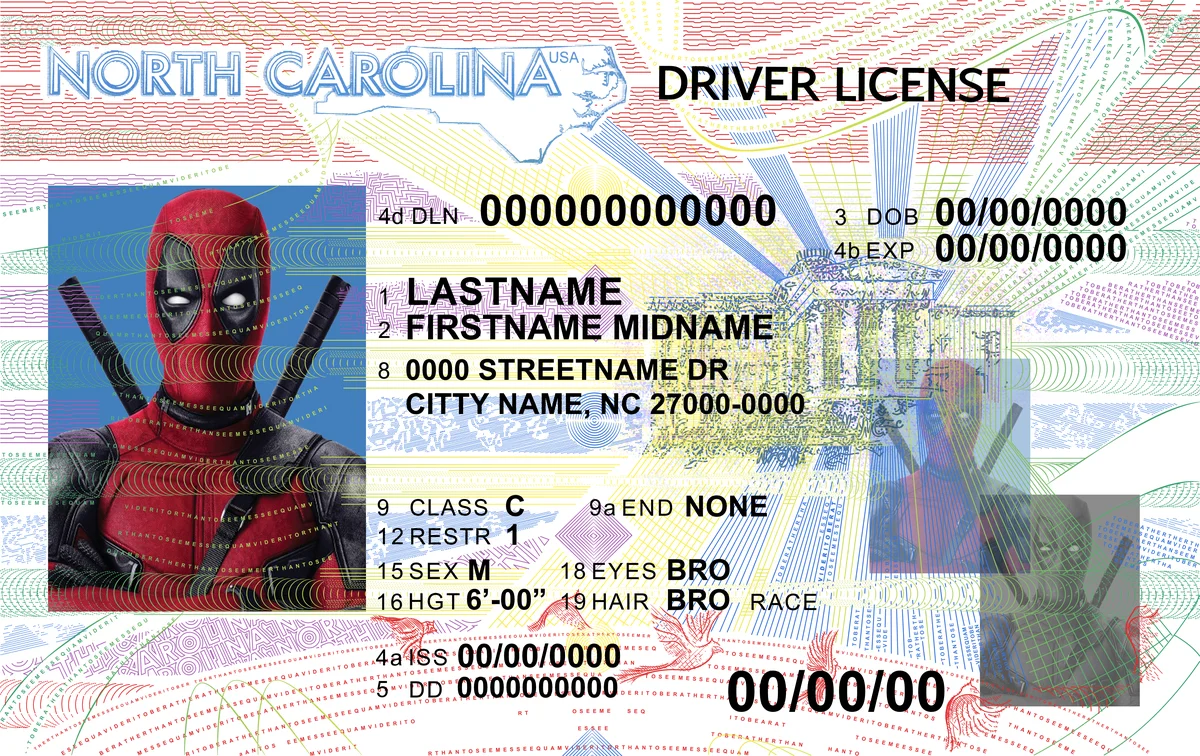 NORTH CAROLINA USA DRIVER LICENSE
4d DLN 000000000000 3 DOB 00/00/0000
4b EXP 00/00/0000
1 LASTNAME
2 FIRSTNAME MIDNAME
8 0000 STREETNAME DR
CITTY NAME, NC 27000-0000
9 CLASS C 9a END NONE
12 RESTR 1
15 SEX M 18 EYES BRO
16 HGT 6’-00” 19 HAIR BRO RACE
4a ISS 00/00/0000
5 DD 0000000000
00/00/00